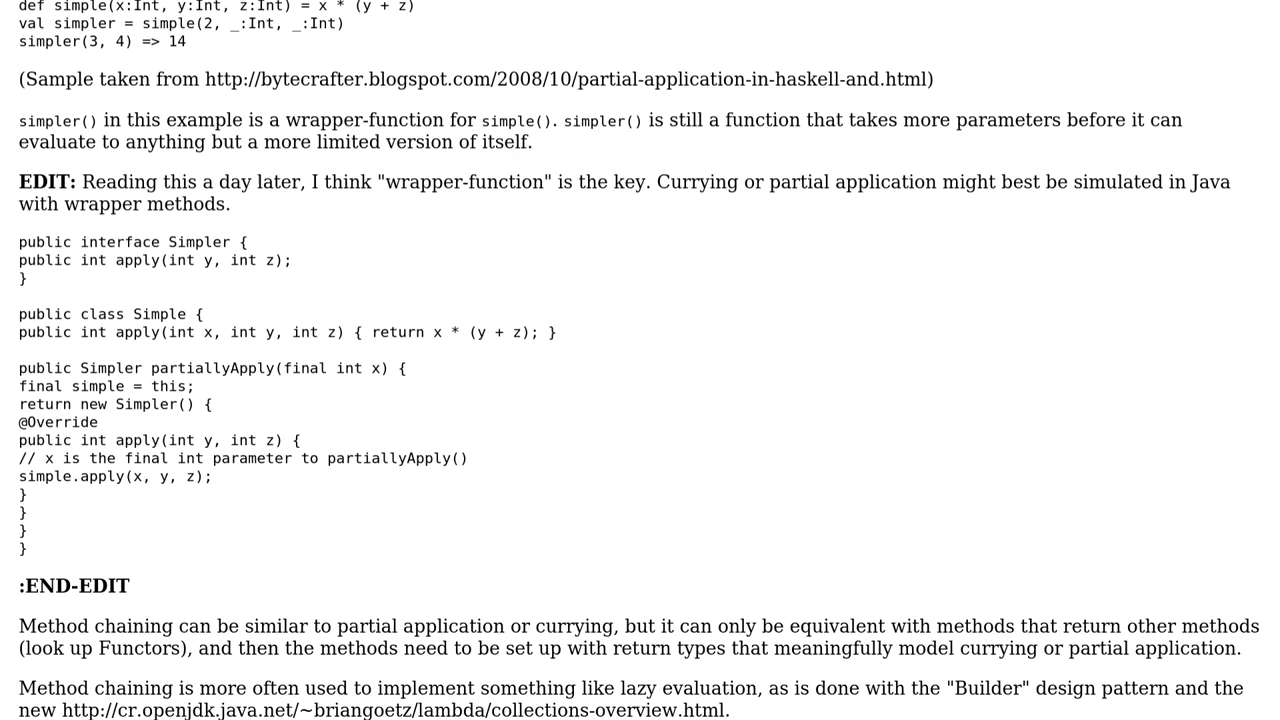 def simple(x:Int, y:Int, z:Int) = x * (y + z)
val simpler = simple(2, _:Int, _:Int)
simpler(3, 4) => 14
(Sample taken from http://bytecrafter.blogspot.com/2008/10/partial-application-in-haskell-and.html)
simpler() in this example is a wrapper-function for simple(). simpler() is still a function that takes more parameters before it can
evaluate to anything but a more limited version of itself.
EDIT: Reading this a day later, I think "wrapper-function" is the key. Currying or partial application might best be simulated in Java
with wrapper methods.
public interface Simpler {
public int apply(int y, int z);
}
public class Simple {
public int apply(int x, int y, int z) { return x * (y + z); }
public Simpler partiallyApply(final int x) {
final simple = this;
return new Simpler() {
@Override
public int apply(int y, int z) {
// x is the final int parameter to partiallyApply()
simple.apply(x, y, z);
}
}
}
}
:END-EDIT
Method chaining can be similar to partial application or currying, but it can only be equivalent with methods that return other methods
(look up Functors), and then the methods need to be set up with return types that meaningfully model currying or partial application.
Method chaining is more often used to implement something like lazy evaluation, as is done with the "Builder" design pattern and the
new http://cr.openjdk.java.net/~briangoetz/lambda/collections-overview.html.